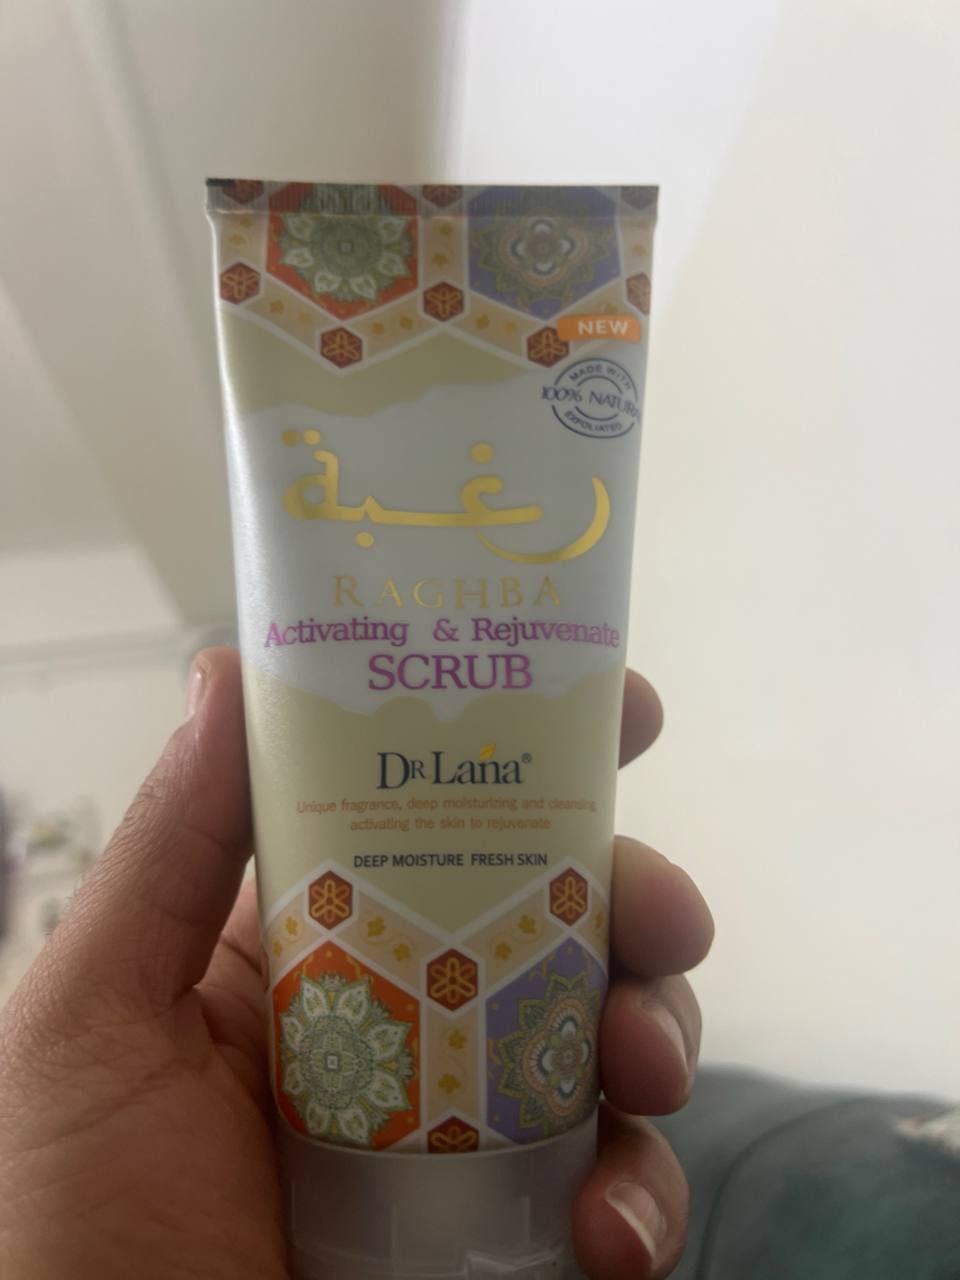 NEW
MADE WITH
100% NATURA
EXFOLIATED
رغبة
RAGHBA
Activating & Rejuvenate
SCRUB
DR Lana®
Unique fragrance, deep moisturizing and cleansing,
activating the skin to rejuvenate
DEEP MOISTURE FRESH SKIN